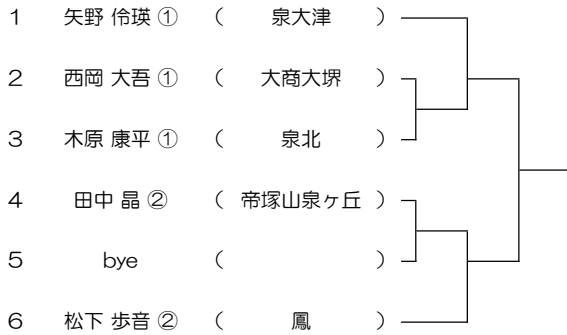 1 矢野 伶瑛 ① ( 泉大津 )
2 西岡 大吾 ① ( 大商大堺 )
3 木原 康平 ① ( 泉北 )
4 田中 晶 ② ( 帝塚山泉ヶ丘 )
5 bye ( )
6 松下 歩音 ② ( 鳳 )